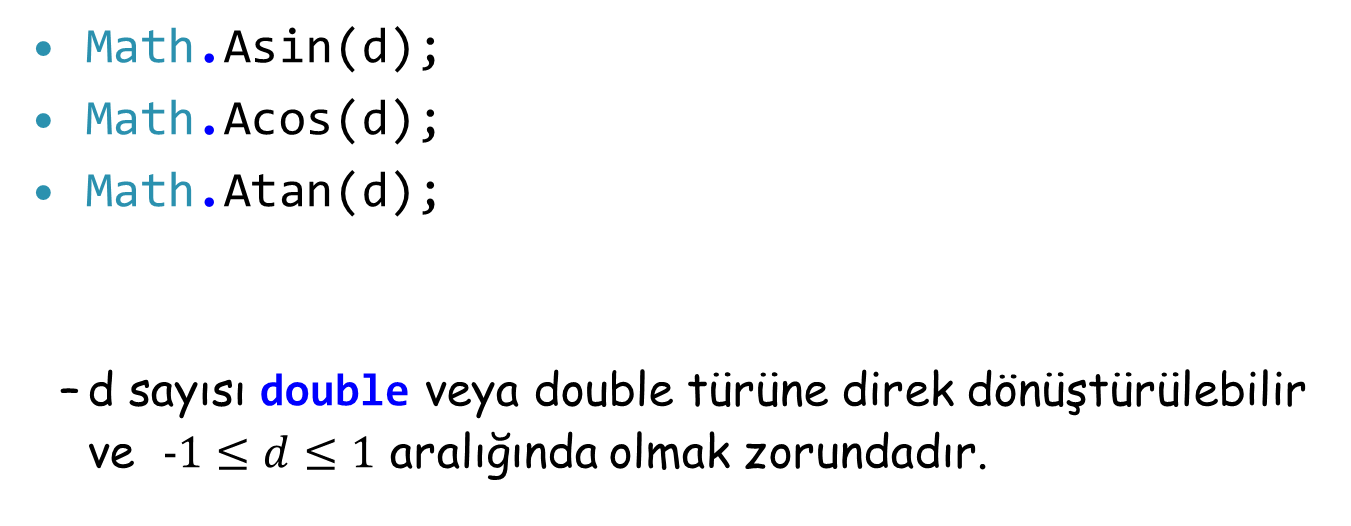 • Math.Asin(d);
• Math.Acos(d);
• Math.Atan(d);
– d sayısı double veya double türüne direk dönüştürülebilir
ve -1 ≤ d ≤ 1 aralığında olmak zorundadır.